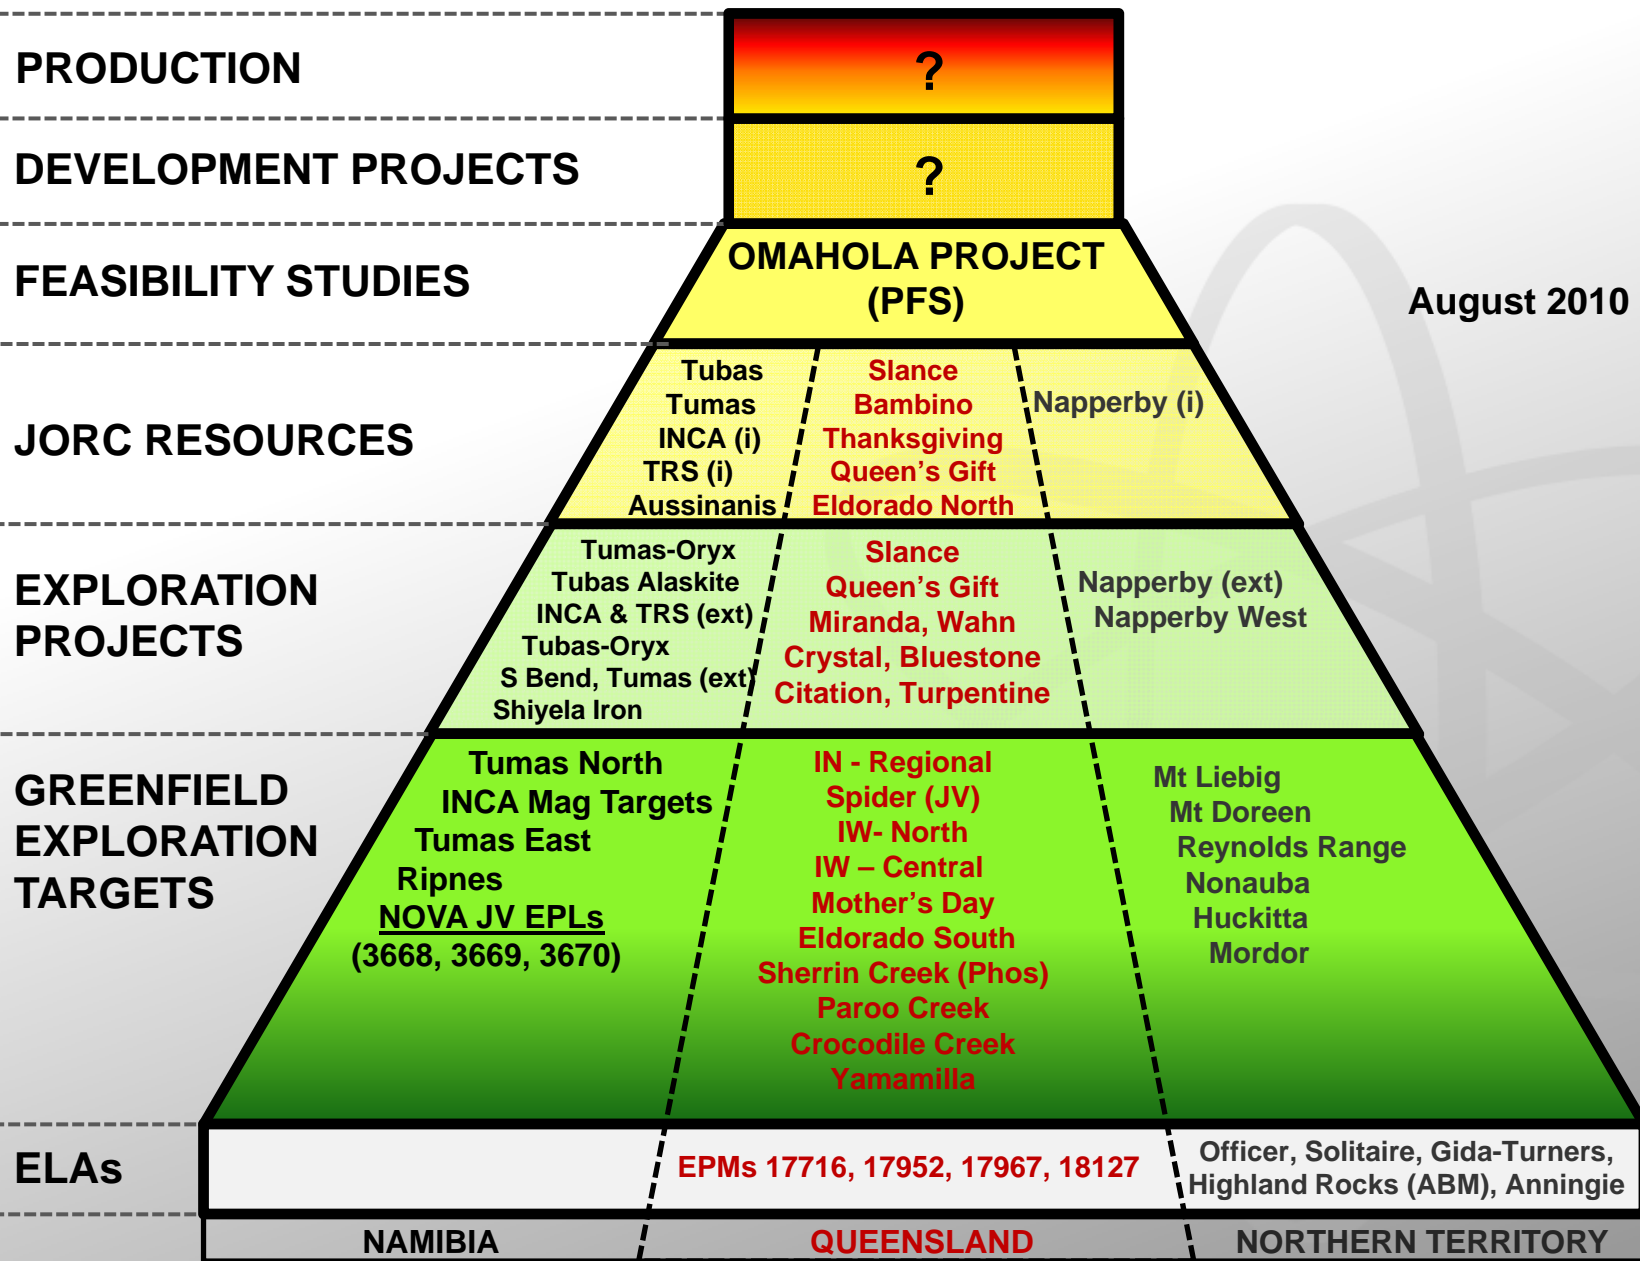 PRODUCTION
?
DEVELOPMENT PROJECTS
?
FEASIBILITY STUDIES
OMAHOLA PROJECT
(PFS)
August 2010
JORC RESOURCES
Tubas
Tumas
INCA (i)
TRS (i)
Aussinanis
Slance
Bambino
Thanksgiving
Queen's Gift
Eldorado North
Napperby (i)
EXPLORATION
PROJECTS
Tumas-Oryx
Tubas Alaskite
INCA & TRS (ext)
Tubas-Oryx
S Bend, Tumas (ext)
Shiyela Iron
Slance
Queen's Gift
Miranda, Wahn
Crystal, Bluestone
Citation, Turpentine
Napperby (ext)
Napperby West
GREENFIELD
EXPLORATION
TARGETS
Tumas North
INCA Mag Targets
Tumas East
Ripnes
NOVA JV EPLs
(3668, 3669, 3670)
IN - Regional
Spider (JV)
IW- North
IW – Central
Mother's Day
Eldorado South
Sherrin Creek (Phos)
Paroo Creek
Crocodile Creek
Yamamilla
Mt Liebig
Mt Doreen
Reynolds Range
Nonauba
Huckitta
Mordor
ELAs
EPMs 17716, 17952, 17967, 18127
Officer, Solitaire, Gida-Turners,
Highland Rocks (ABM), Anningie
NAMIBIA
QUEENSLAND
NORTHERN TERRITORY